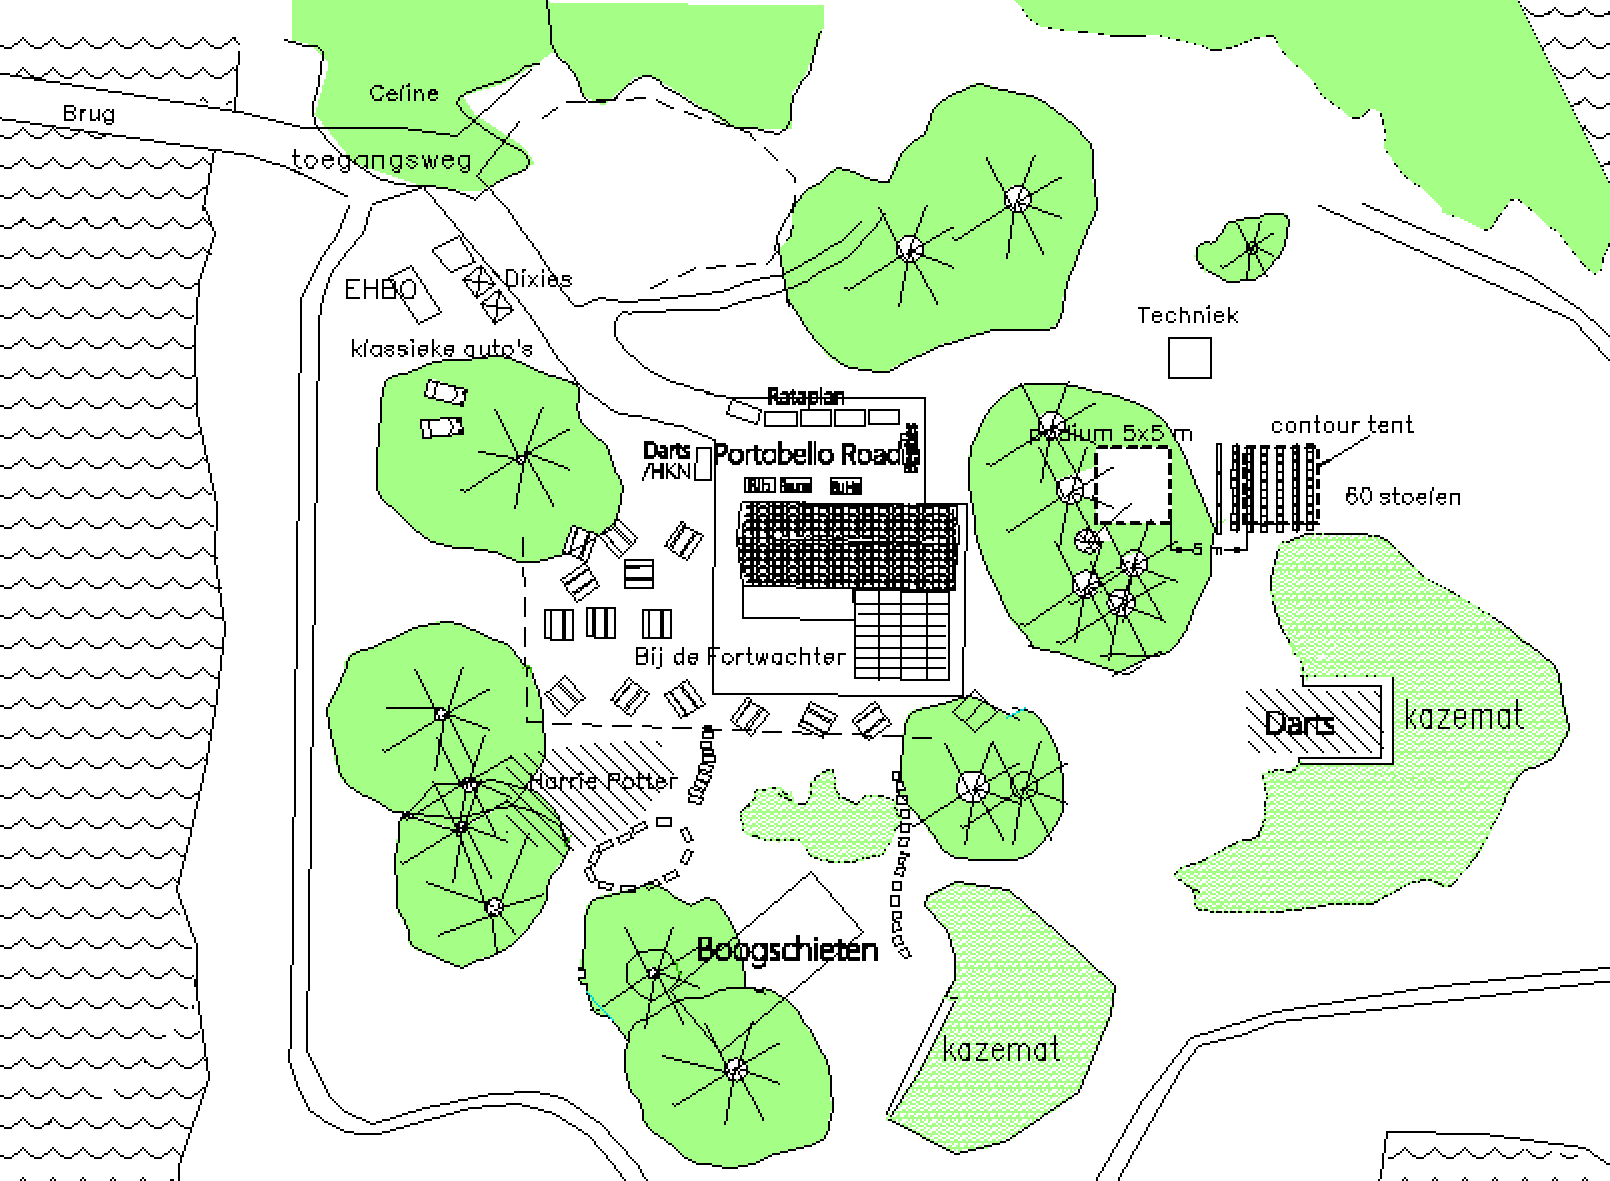 Celine
Brug
toegangsweg
Dixies
EHBO
Techniek
klassieke auto's
Rataplan
contour tent
podium 5x5 m
Darts
/HKN
Portobello Road
60 stoelen
5 m
Bij de Fortwachter
kazemat
Darts
Harrie Potter
Boogschieten
kazemat